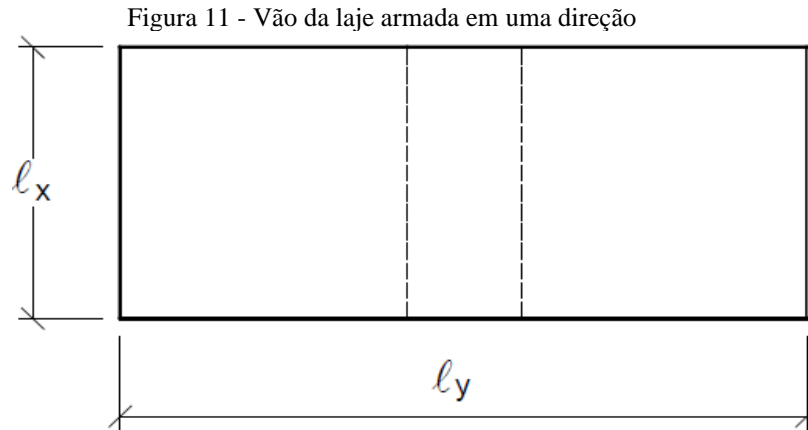 Figura 11 - Vão da laje armada em uma direção
ℓx
ℓy